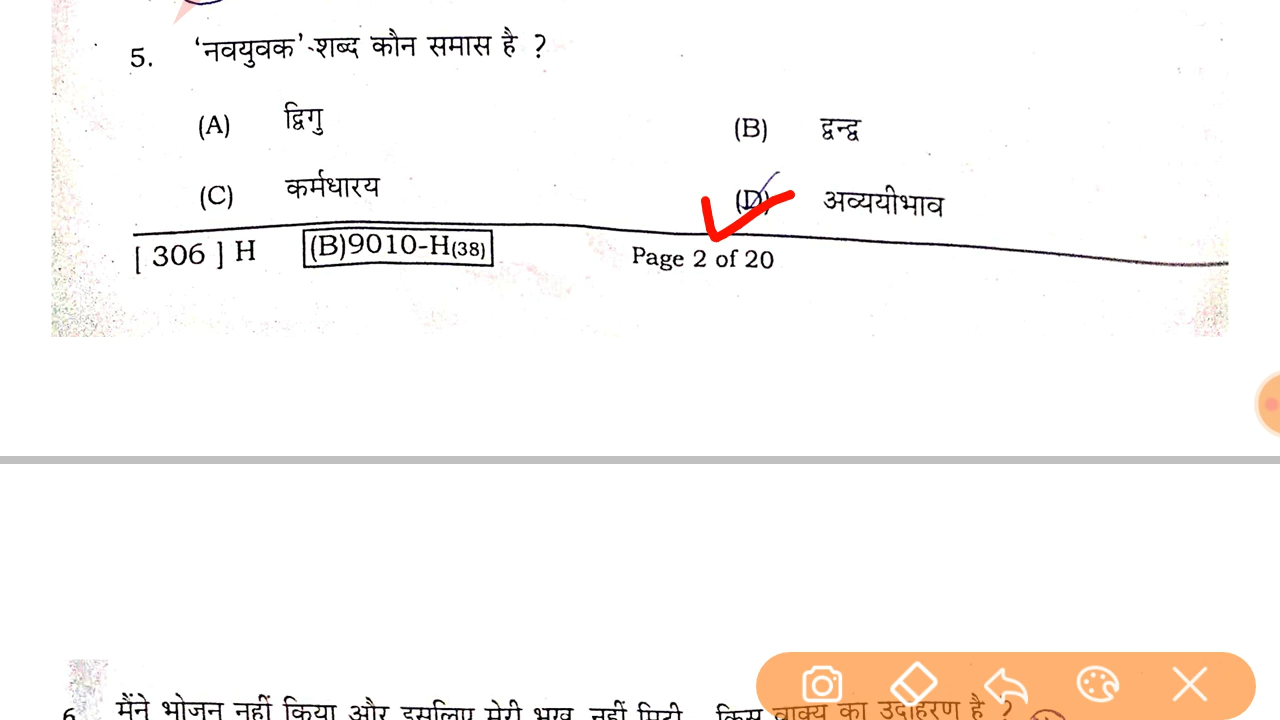 5. 'नवयुवक' शब्द कौन समास है ?
(A) द्विगु
(B) द्वन्द्व
(C) कर्मधारय
(D) अव्ययीभाव
[ 306 ] H (B)9010-H(38) Page 2 of 20
6. मैंने भोजन नहीं किया और इसलिए मेरी भूख नहीं मिटी किस वाक्य का उदाहरण है ?